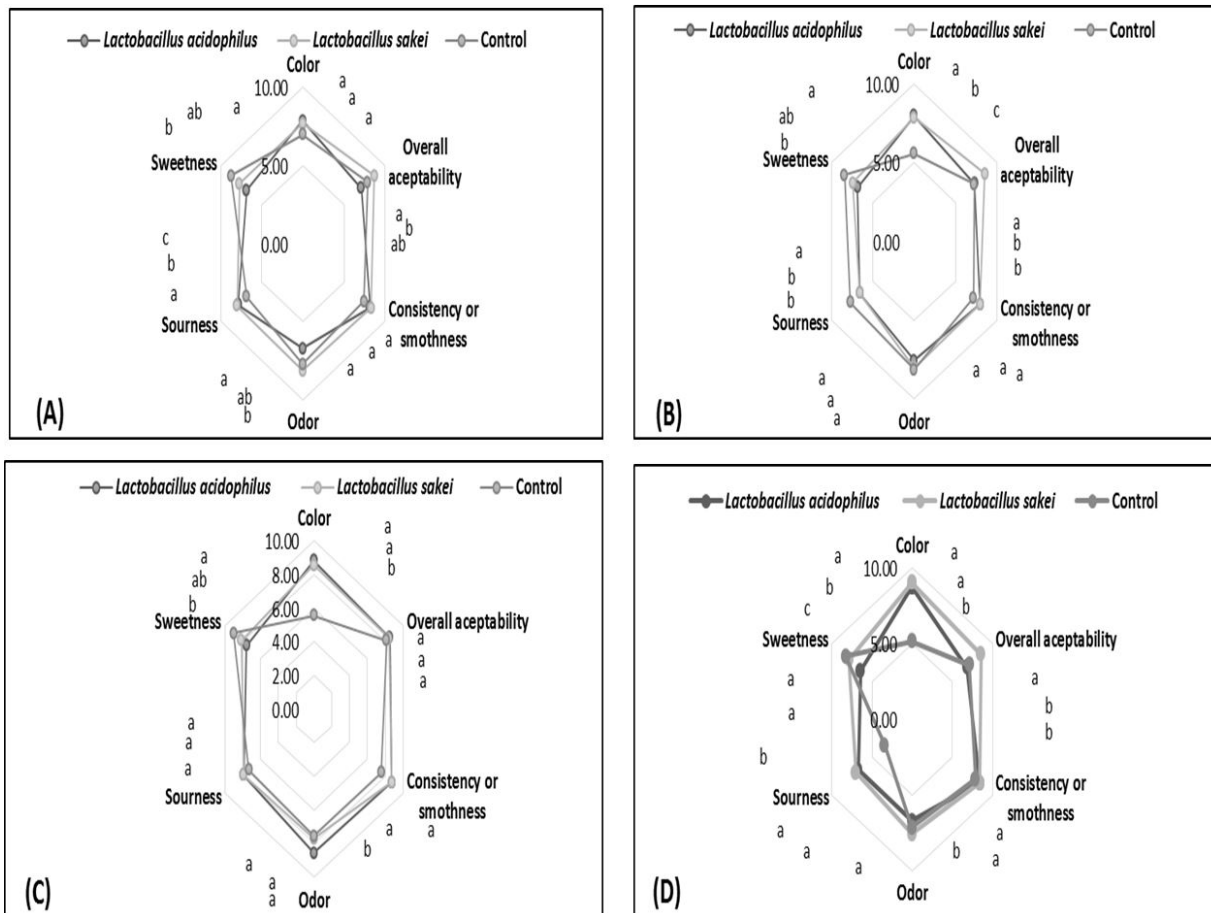 Lactobacillus acidophilus Lactobacillus sakei Control
Color
10.00
a
a
a
b ab a
5.00
Sweetness
Overall
aceptability
a
b
ab
0.00
c
b
a
Sourness
Consistency or
smothness
a
a
a
a
ab
b
Odor
(A)
Lactobacillus acidophilus Lactobacillus sakei Control
Color
10.00
a
b
c
a
ab
b
5.00
Sweetness
Overall
aceptability
a
b
b
0.00
a
b
b
Sourness
Consistency or
smothness
a a a
a
a
a
Odor
(B)
Lactobacillus acidophilus Lactobacillus sakei Control
Color
10.00
8.00
6.00
4.00
2.00
0.00
a
a
b
a
ab
b
Sweetness
Overall aceptability
a
a
a
a
a
a
Sourness
Consistency or
smothness
a
a
b
a
a
a
Odor
(C)
Lactobacillus acidophilus Lactobacillus sakei Control
Color
10.00
a
a
b
a
b
c
5.00
Sweetness
Overall aceptability
a
b
b
0.00
a
a
b
Sourness
Consistency or
smothness
a
a
b
a
a
a
Odor
(D)